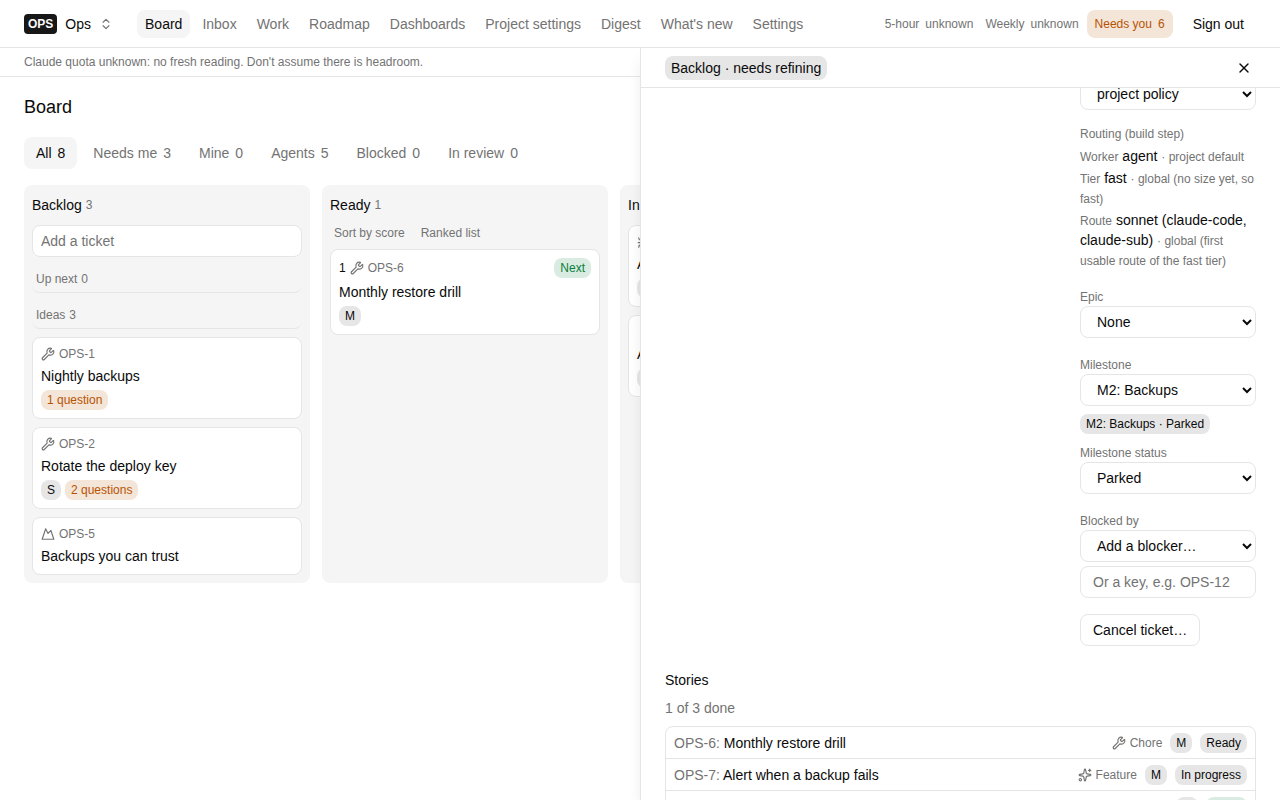 OPS Ops Board Inbox Work Roadmap Dashboards Project settings Digest What's new Settings 5-hour unknown Weekly unknown Needs you 6 Sign out
Claude quota unknown: no fresh reading. Don't assume there is headroom.
Board
All 8 Needs me 3 Mine 0 Agents 5 Blocked 0 In review 0
Backlog 3
Add a ticket
Up next 0
Ideas 3
OPS-1
Nightly backups
1 question
OPS-2
Rotate the deploy key
S 2 questions
OPS-5
Backups you can trust
Ready 1
Sort by score Ranked list
1 OPS-6 Next
Monthly restore drill
M
In
Backlog · needs refining
project policy
Routing (build step)
Worker agent · project default
Tier fast · global (no size yet, so
fast)
Route sonnet (claude-code,
claude-sub) · global (first
usable route of the fast tier)
Epic
None
Milestone
M2: Backups
M2: Backups · Parked
Milestone status
Parked
Blocked by
Add a blocker…
Or a key, e.g. OPS-12
Cancel ticket…
Stories
1 of 3 done
OPS-6: Monthly restore drill Chore M Ready
OPS-7: Alert when a backup fails Feature M In progress